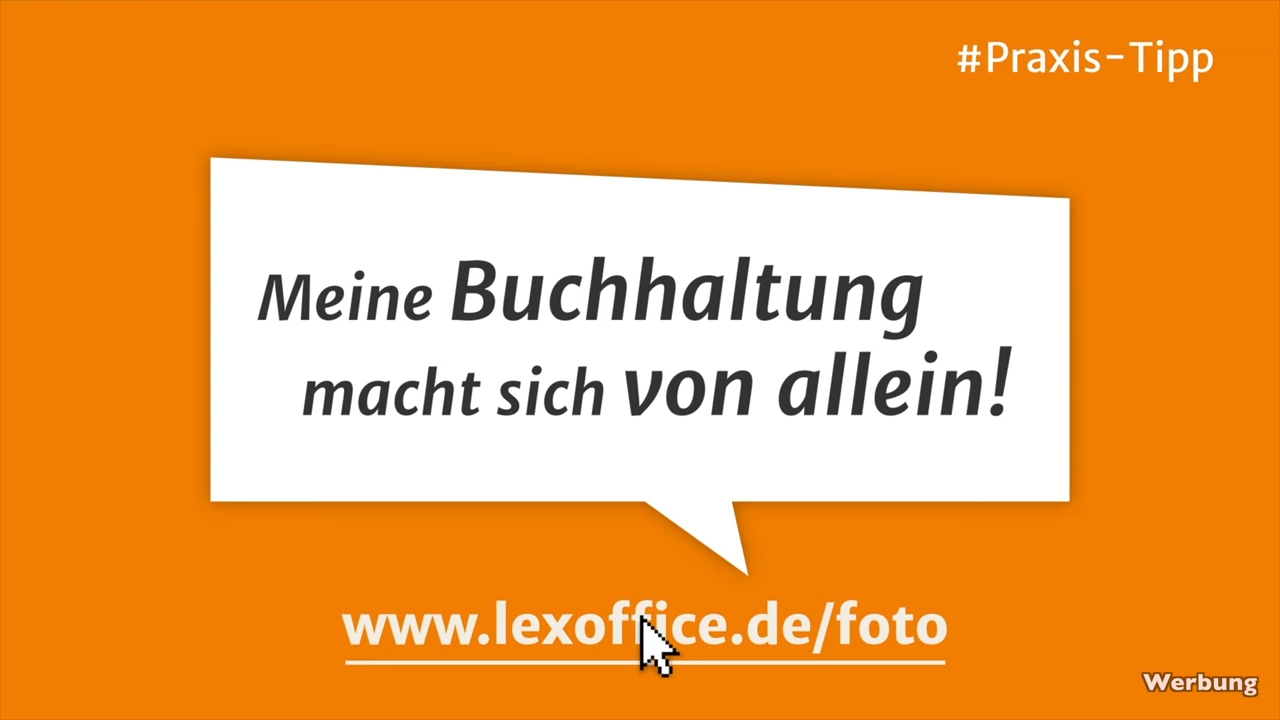 #Praxis-Tipp
Meine Buchhaltung
macht sich von allein!
www.lexoffice.de/foto
Werbung